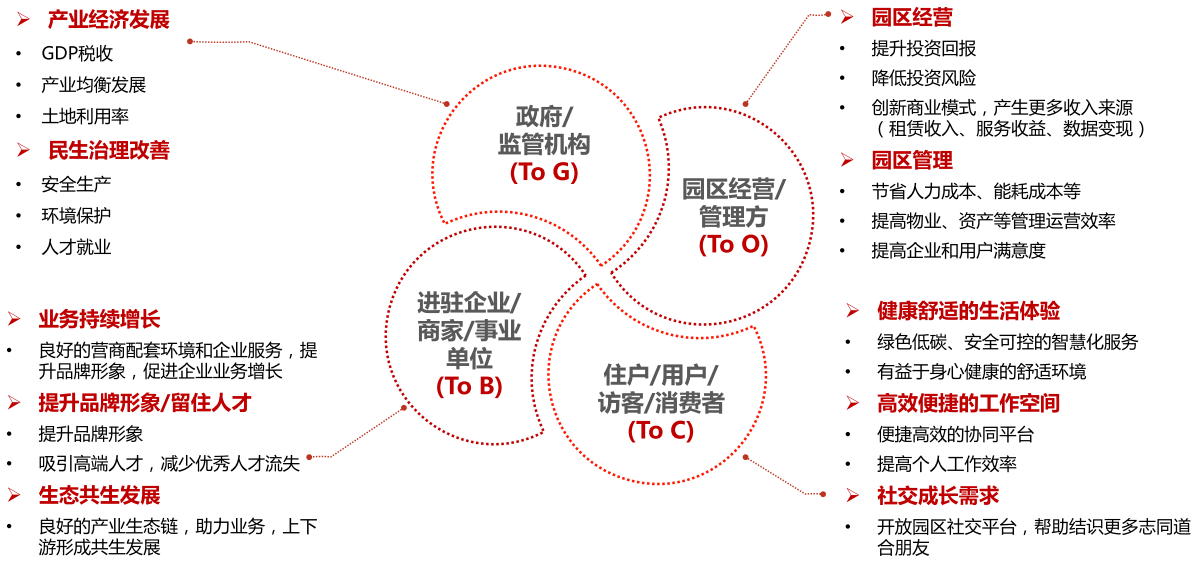 产业经济发展
GDP税收
产业均衡发展
土地利用率
民生治理改善
安全生产
环境保护
人才就业
政府/
监管机构
(To G)
园区经营/
管理方
(To O)
园区经营
提升投资回报
降低投资风险
创新商业模式，产生更多收入来源
（租赁收入、服务收益、数据变现）
园区管理
节省人力成本、能耗成本等
提高物业、资产等管理运营效率
提高企业和用户满意度
业务持续增长
良好的营商配套环境和企业服务，提
升品牌形象，促进企业业务增长
提升品牌形象/留住人才
提升品牌形象
吸引高端人才，减少优秀人才流失
生态共生发展
良好的产业生态链，助力业务，上下
游形成共生发展
进驻企业/
商家/事业
单位
(To B)
住户/用户/
访客/消费者
(To C)
健康舒适的生活体验
绿色低碳、安全可控的智慧化服务
有益于身心健康的舒适环境
高效便捷的工作空间
便捷高效的协同平台
提高个人工作效率
社交成长需求
开放园区社交平台，帮助结识更多志同道
合朋友